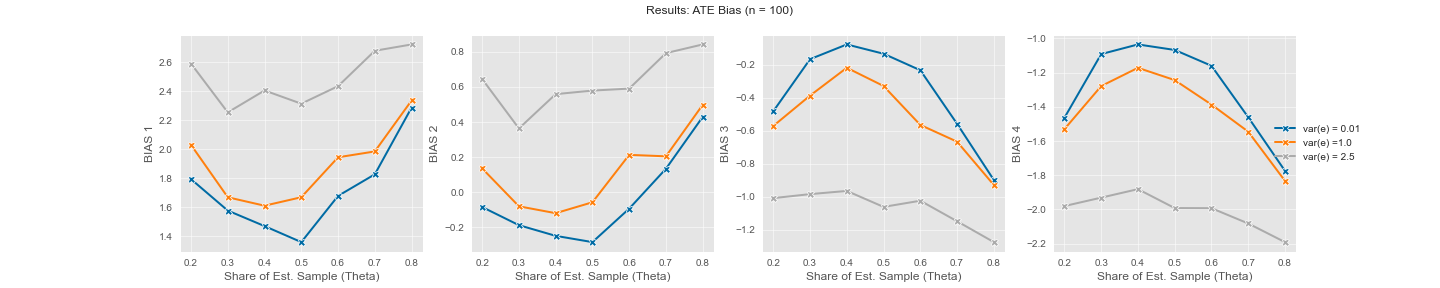 Results: ATE Bias (n = 100)
BIAS 1
2.6
2.4
2.2
2.0
1.8
1.6
1.4
0.2 0.3 0.4 0.5 0.6 0.7 0.8
Share of Est. Sample (Theta)
BIAS 2
0.8
0.6
0.4
0.2
0.0
−0.2
0.2 0.3 0.4 0.5 0.6 0.7 0.8
Share of Est. Sample (Theta)
BIAS 3
−0.2
−0.4
−0.6
−0.8
−1.0
−1.2
0.2 0.3 0.4 0.5 0.6 0.7 0.8
Share of Est. Sample (Theta)
BIAS 4
−1.0
−1.2
−1.4
−1.6
−1.8
−2.0
−2.2
0.2 0.3 0.4 0.5 0.6 0.7 0.8
Share of Est. Sample (Theta)
var(e) = 0.01
var(e) =1.0
var(e) = 2.5